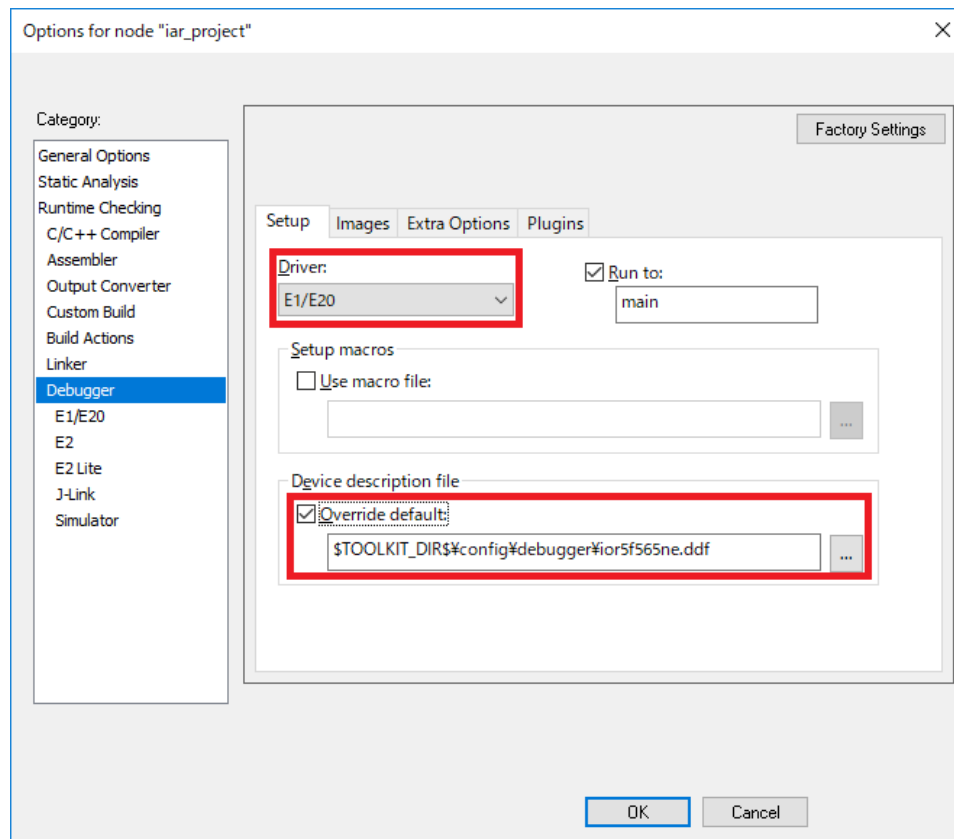 Options for node "iar_project"
Category:
Factory Settings
General Options
Static Analysis
Runtime Checking
C/C++ Compiler
Assembler
Output Converter
Custom Build
Build Actions
Linker
Debugger
E1/E20
E2
E2 Lite
J-Link
Simulator
Setup Images Extra Options Plugins
Driver:
E1/E20
Run to:
main
Setup macros
Use macro file:
...
Device description file
Override default:
$TOOLKIT_DIR$¥config¥debugger¥ior5f565ne.ddf
...
OK Cancel